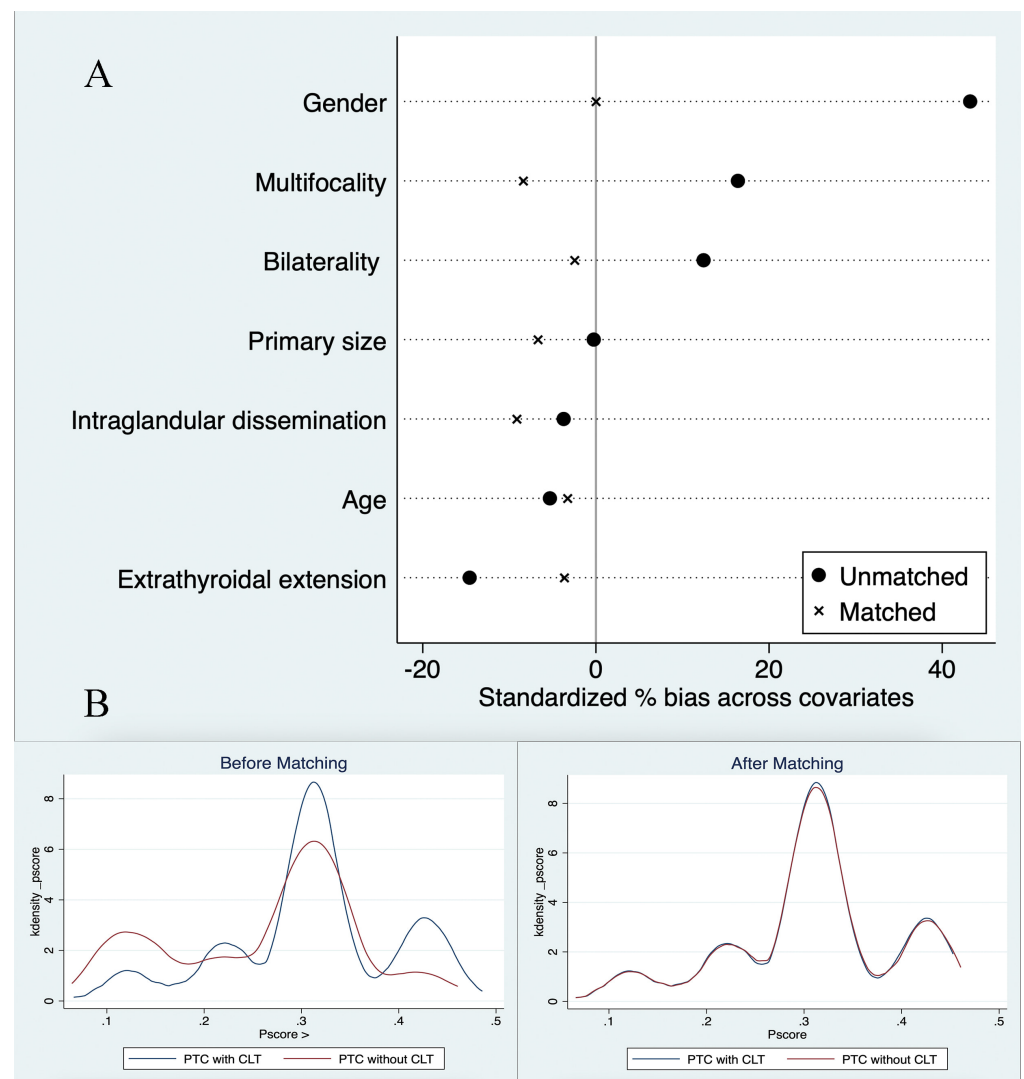 A
Gender
Multifocality
Bilaterality
Primary size
Intraglandular dissemination
Age
Extrathyroidal extension
Unmatched
Matched
-20 0 20 40
Standardized % bias across covariates
B
Before Matching
kdensity _pscore
8
6
4
2
0
.1 .2 .3 .4 .5
Pscore >
PTC with CLT PTC without CLT
After Matching
kdensity _pscore
8
6
4
2
0
.1 .2 .3 .4 .5
Pscore
PTC with CLT PTC without CLT